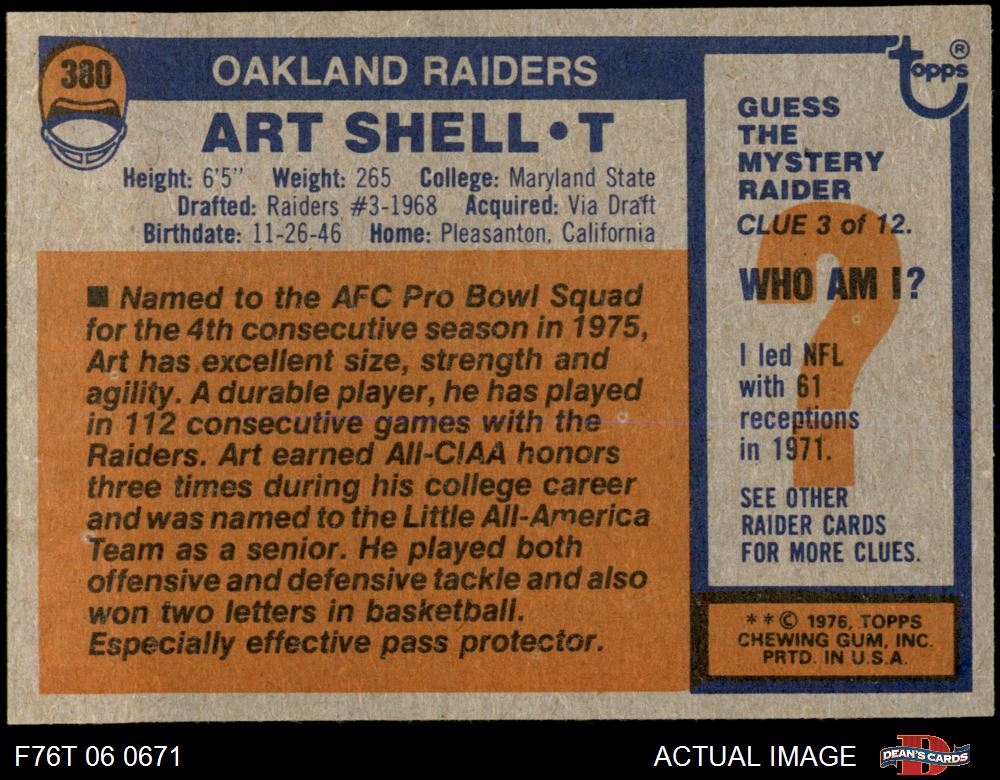 380
OAKLAND RAIDERS
ART SHELL•T
Height: 6'5" Weight: 265 College: Maryland State
Drafted: Raiders #3-1968 Acquired: Via Draft
Birthdate: 11-26-46 Home: Pleasanton, California
■ Named to the AFC Pro Bowl Squad
for the 4th consecutive season in 1975,
Art has excellent size, strength and
agility. A durable player, he has played
in 112 consecutive games with the
Raiders. Art earned All-CIAA honors
three times during his college career
and was named to the Little All-America
Team as a senior. He played both
offensive and defensive tackle and also
won two letters in basketball.
Especially effective pass protector.
topps®
GUESS
THE
MYSTERY
RAIDER
CLUE 3 of 12.
?
WHO AM I?
I led NFL
with 61
receptions
in 1971.
SEE OTHER
RAIDER CARDS
FOR MORE CLUES.
**© 1976, TOPPS
CHEWING GUM, INC.
PRTD. IN U.S.A.
F76T 06 0671
ACTUAL IMAGE
DEAN'S CARDS